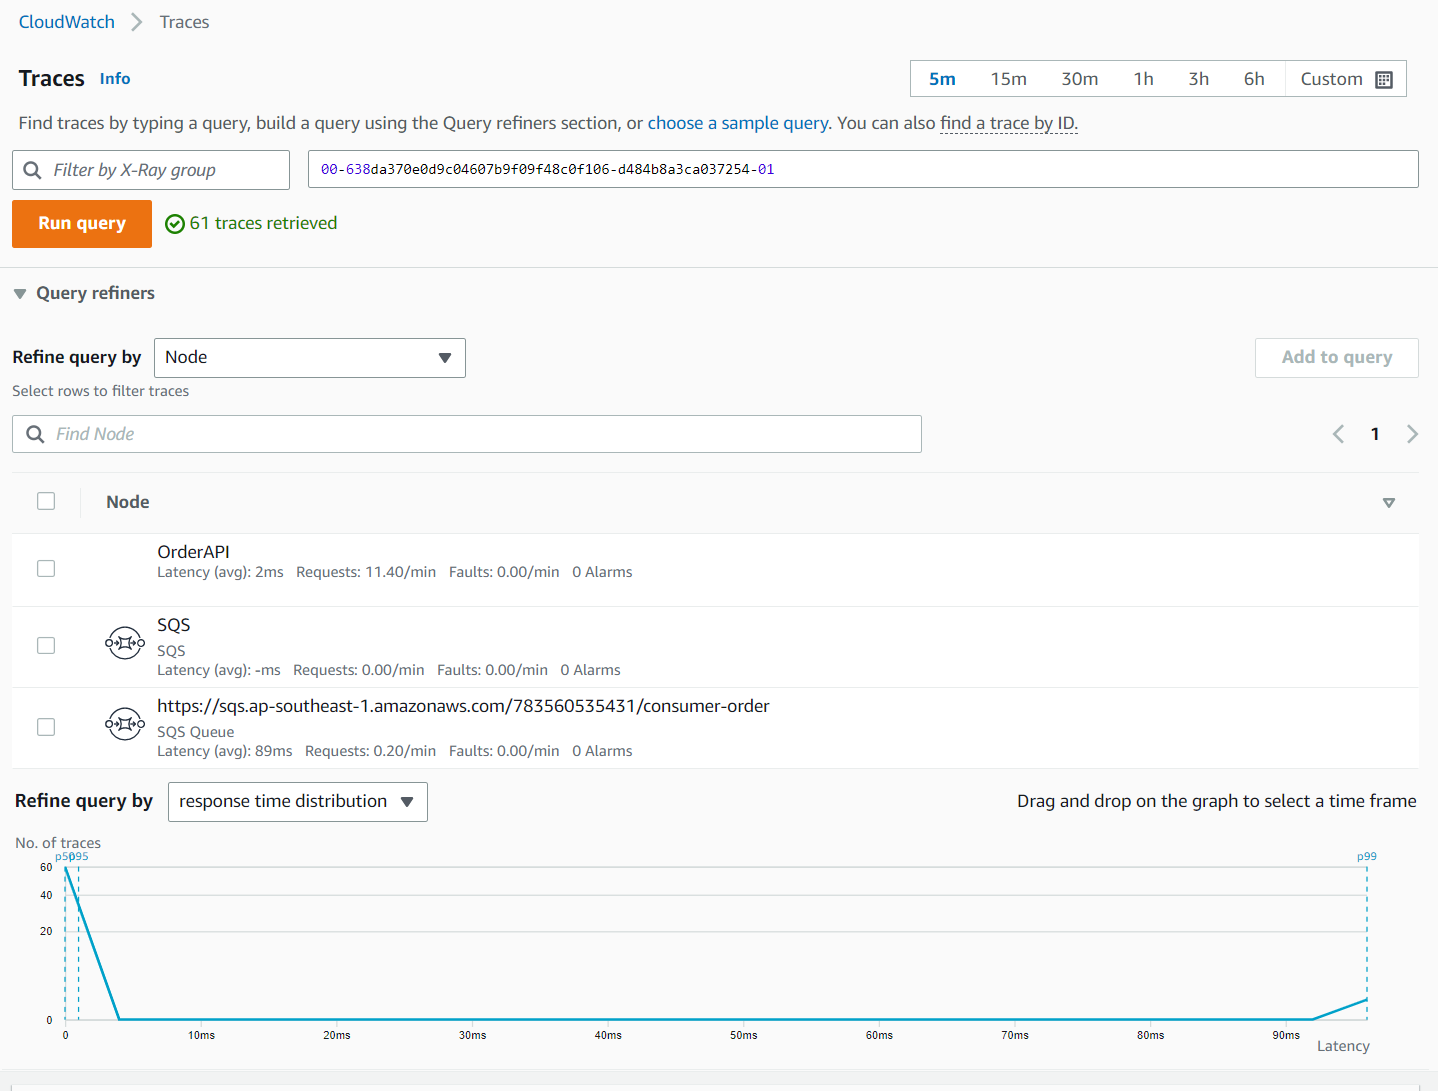 CloudWatch > Traces
Traces Info
5m 15m 30m 1h 3h 6h Custom
Find traces by typing a query, build a query using the Query refiners section, or choose a sample query. You can also find a trace by ID.
Filter by X-Ray group
00-638da370e0d9c04607b9f09f48c0f106-d484b8a3ca037254-01
Run query
61 traces retrieved
Query refiners
Refine query by Node
Add to query
Select rows to filter traces
Find Node
1
Node
OrderAPI
Latency (avg): 2ms Requests: 11.40/min Faults: 0.00/min 0 Alarms
SQS
SQS
Latency (avg): -ms Requests: 0.00/min Faults: 0.00/min 0 Alarms
https://sqs.ap-southeast-1.amazonaws.com/783560535431/consumer-order
SQS Queue
Latency (avg): 89ms Requests: 0.20/min Faults: 0.00/min 0 Alarms
Refine query by response time distribution
Drag and drop on the graph to select a time frame
No. of traces
p50 p95 p99
60
40
20
0
0 10ms 20ms 30ms 40ms 50ms 60ms 70ms 80ms 90ms
Latency